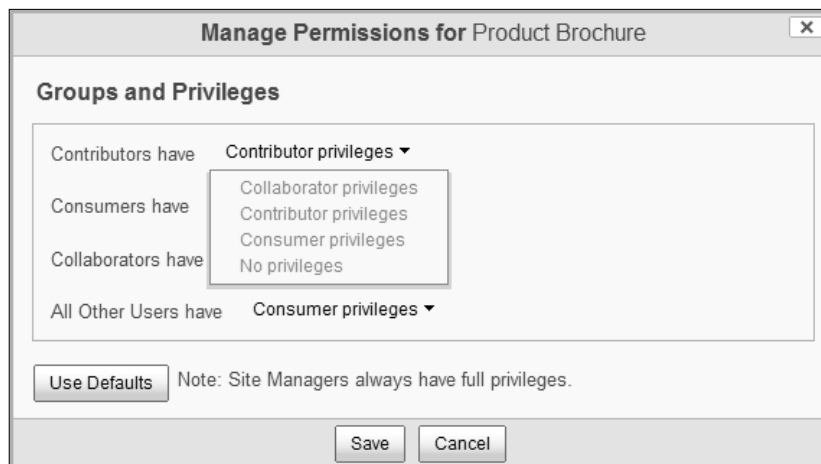 Manage Permissions for Product Brochure
Groups and Privileges
Contributors have Contributor privileges
Collaborator privileges
Consumers have Contributor privileges
Consumer privileges
Collaborators have No privileges
All Other Users have Consumer privileges
Use Defaults Note: Site Managers always have full privileges.
Save Cancel